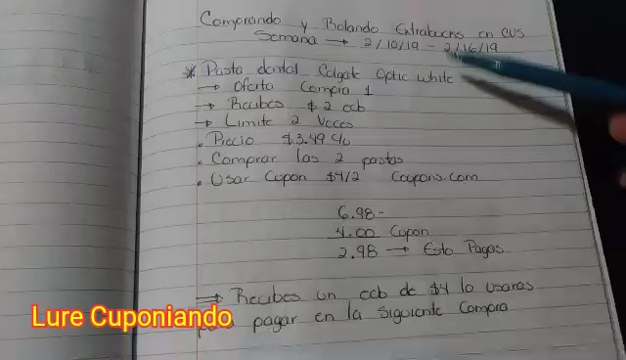 Comprando y Rolando Extrabucks en CVS
Semana → 2/10/19 - 2/16/19
* Pasta dental Colgate Optic White
→ Oferta Compra 1
→ Recibes $2 ecb
→ Limite 2 Veces
. Precio $3.49 c/u
. Comprar las 2 pastas
. Usar Cupon $4/2 Coupons.com
6.98-
4.00 Cupon
2.98 → Esto Pagas
⇒ Recibes un ecb de $4 lo usaras
pagar en la siguiente Compra
Lure Cuponiando